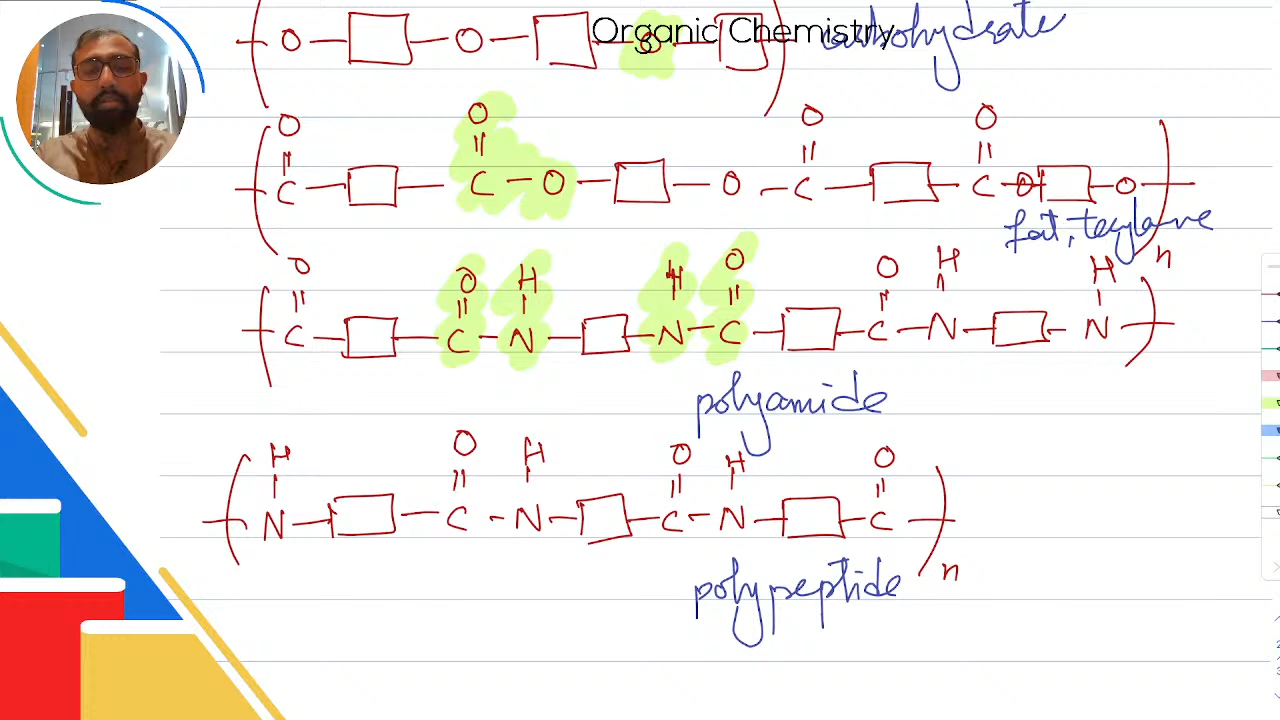 Organic Chemistry
O O O carbohydrate
O O O O
C C O O C C O O
fat, terylene
n
O O H H O O H H
C C N N C C N N
polyamide
H O H O H O
N C N C N C
n
polypeptide